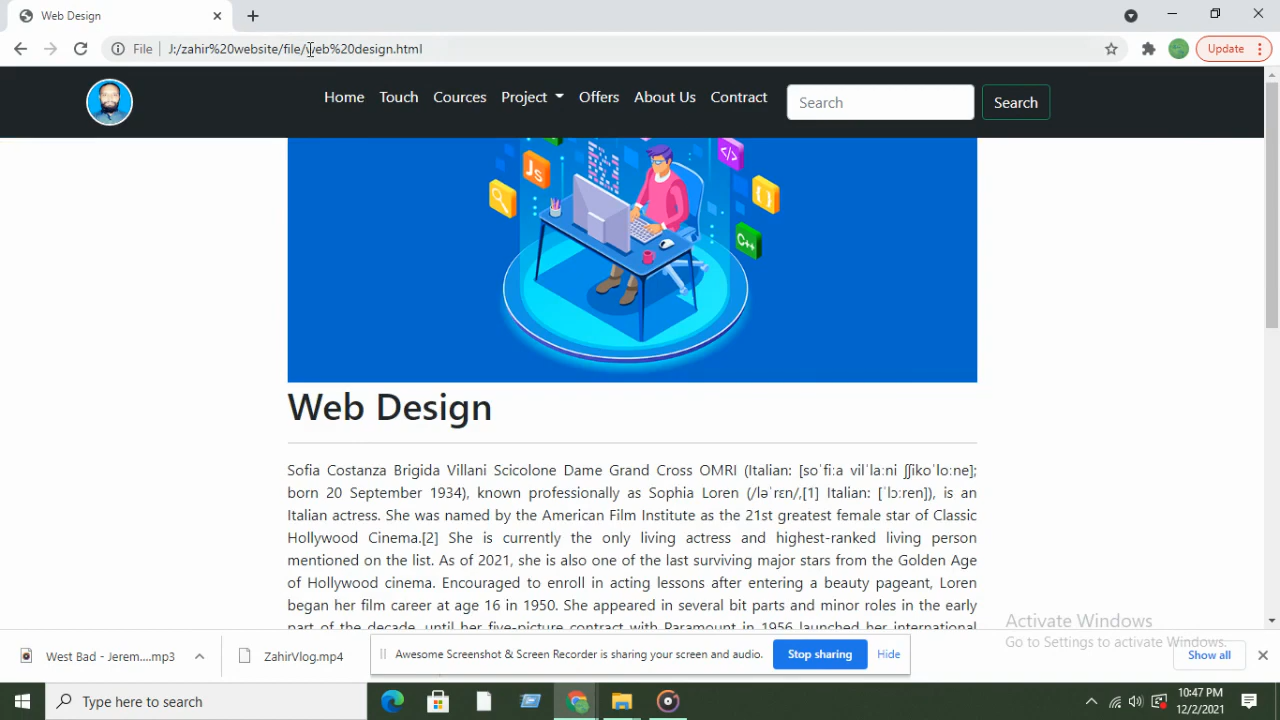 Web Design
File
J:/zahir%20website/file/web%20design.html
Update
Home Touch Cources Project Offers About Us Contract Search Search
Js
</>
{ }
C++
Web Design
Sofia Costanza Brigida Villani Scicolone Dame Grand Cross OMRI (Italian: [soˈfiːa vilˈlaːni ʃʃikoˈloːne];
born 20 September 1934), known professionally as Sophia Loren (/ləˈrɛn/,[1] Italian: [ˈlɔːren]), is an
Italian actress. She was named by the American Film Institute as the 21st greatest female star of Classic
Hollywood Cinema.[2] She is currently the only living actress and highest-ranked living person
mentioned on the list. As of 2021, she is also one of the last surviving major stars from the Golden Age
of Hollywood cinema. Encouraged to enroll in acting lessons after entering a beauty pageant, Loren
began her film career at age 16 in 1950. She appeared in several bit parts and minor roles in the early
part of the decade, until her five-picture contract with Paramount in 1956 launched her international
Activate Windows
Go to Settings to activate Windows.
West Bad - Jerem....mp3
ZahirVlog.mp4
Awesome Screenshot & Screen Recorder is sharing your screen and audio.
Stop sharing
Hide
Show all
Type here to search
10:47 PM
12/2/2021